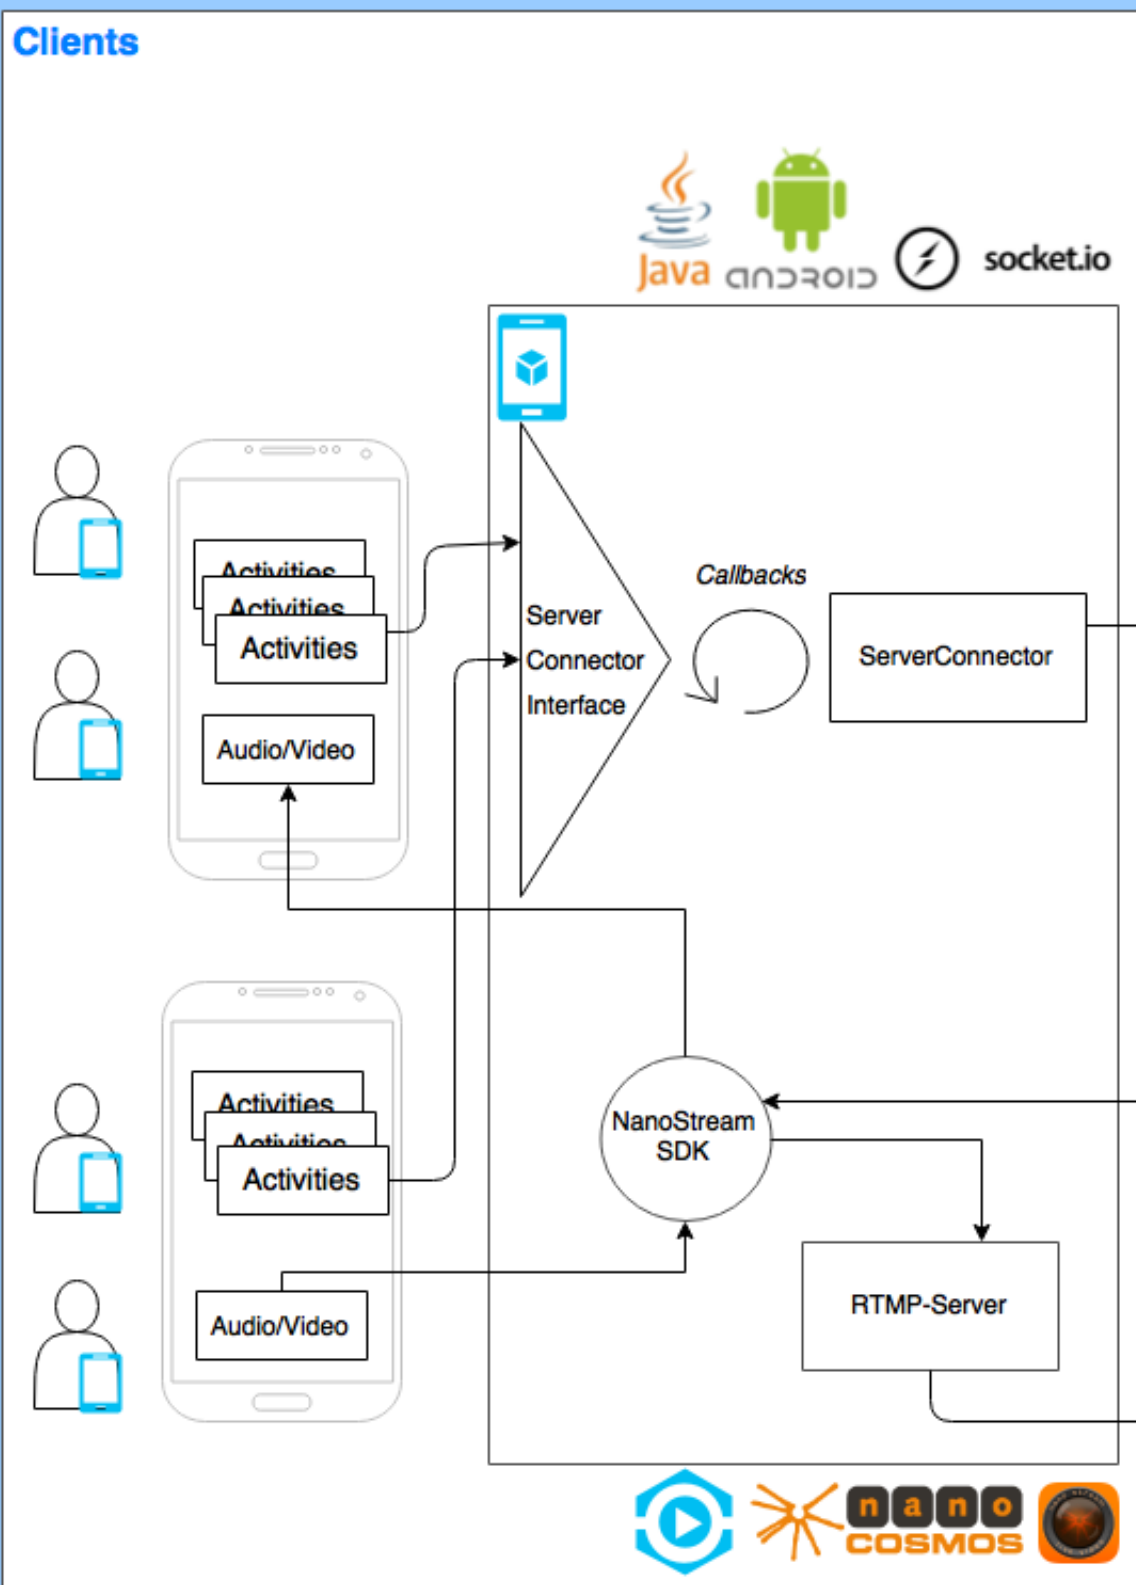 Clients
Java
ANDROID
socket.io
Activities
Activities
Activities
Audio/Video
Server
Connector
Interface
Callbacks
ServerConnector
Activities
Activities
Activities
Audio/Video
NanoStream
SDK
RTMP-Server
nano
COSMOS